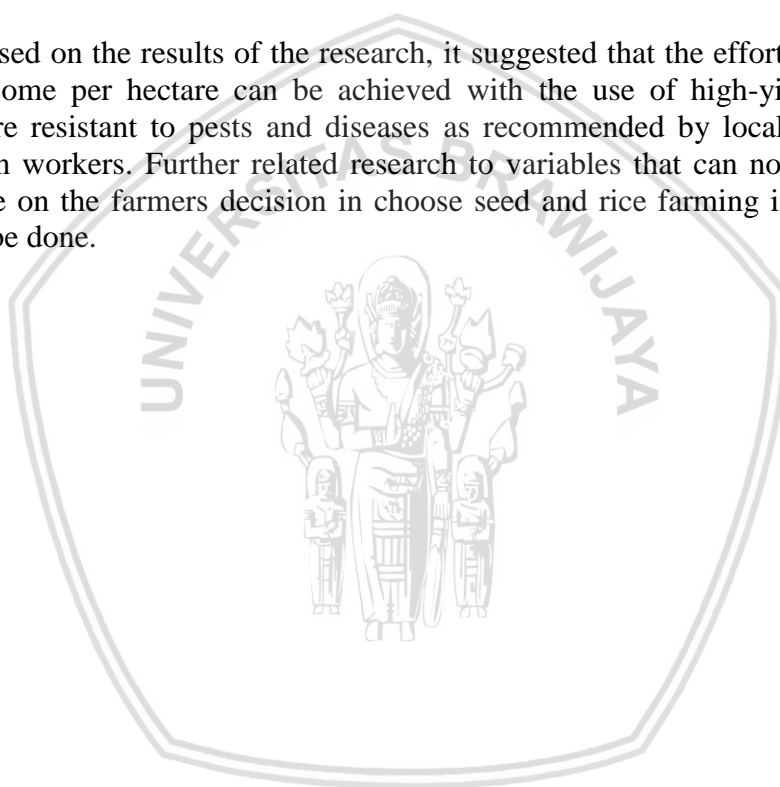 sed on the results of the research, it suggested that the effort
ome per hectare can be achieved with the use of high-yi
re resistant to pests and diseases as recommended by local
n workers. Further related research to variables that can no
e on the farmers decision in choose seed and rice farming i
be done.
UNIVERSITAS BRAWIJAYA